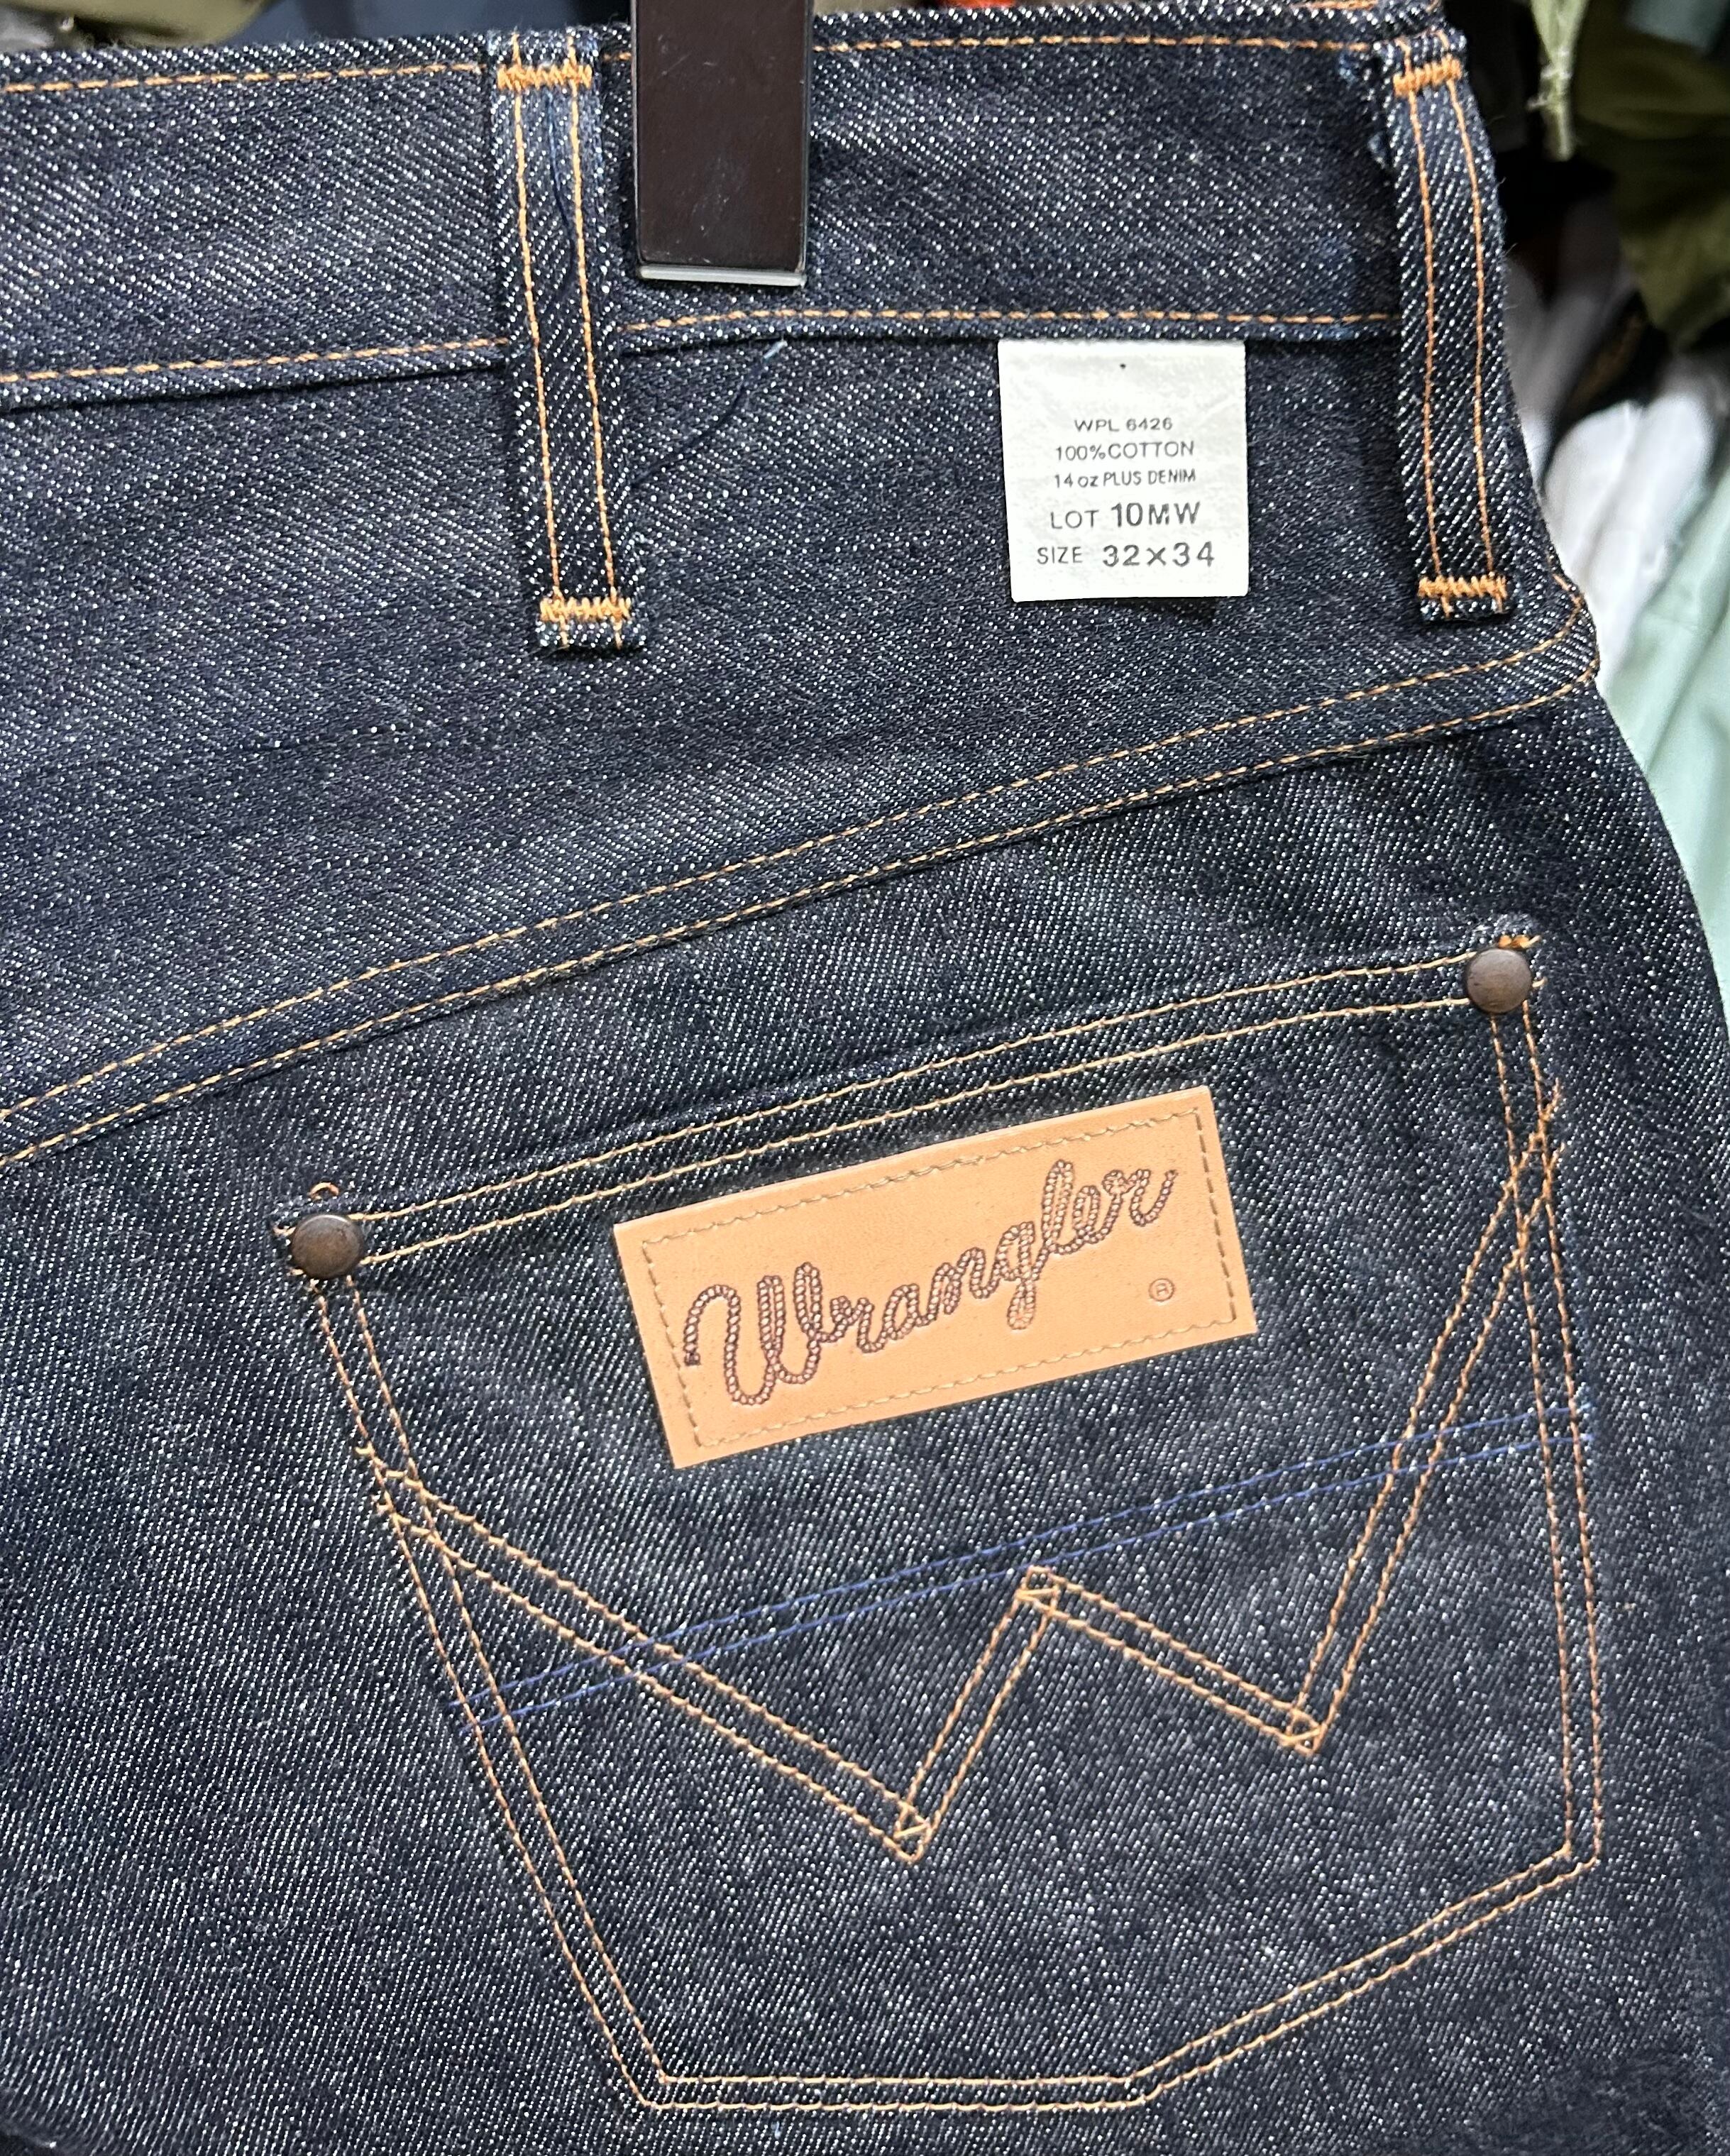 WPL 6426
100%COTTON
14 oz PLUS DENIM
LOT 10MW
SIZE 32×34
Wrangler
®